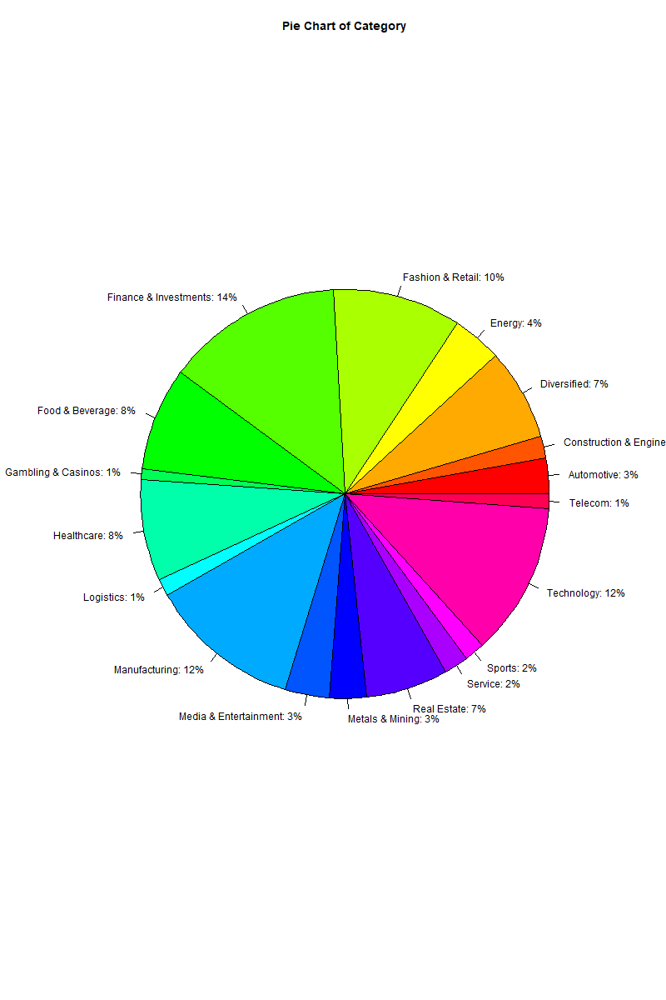 Pie Chart of Category
Fashion & Retail: 10%
Finance & Investments: 14%
Energy: 4%
Diversified: 7%
Food & Beverage: 8%
Construction & Engine
Gambling & Casinos: 1%
Automotive: 3%
Telecom: 1%
Healthcare: 8%
Technology: 12%
Logistics: 1%
Sports: 2%
Manufacturing: 12%
Service: 2%
Real Estate: 7%
Media & Entertainment: 3%
Metals & Mining: 3%